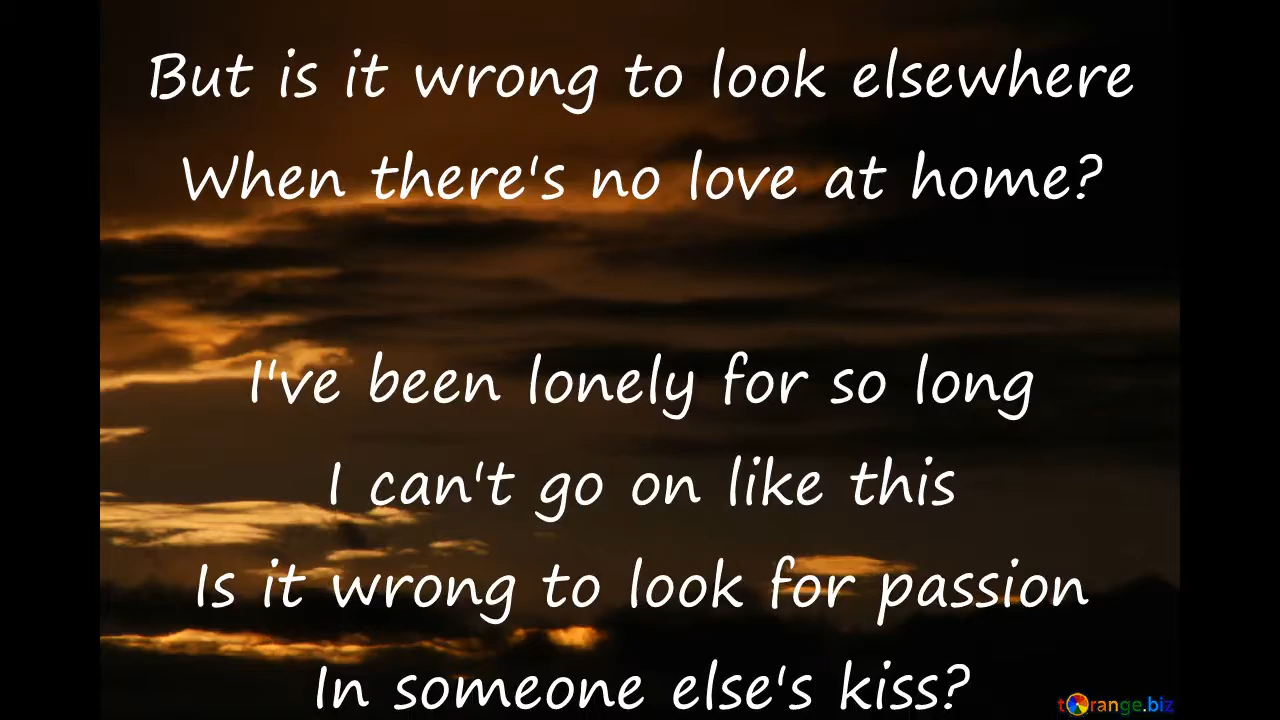 But is it wrong to look elsewhere
When there's no love at home?
I've been lonely for so long
I can't go on like this
Is it wrong to look for passion
In someone else's kiss?
tOrange.biz